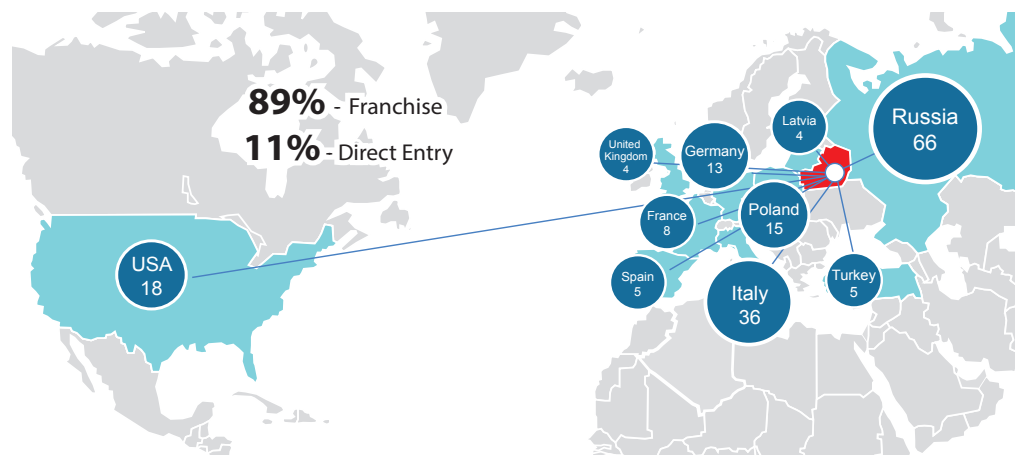 89% - Franchise
11% - Direct Entry
USA
18
United
Kingdom
4
Germany
13
Latvia
4
Russia
66
France
8
Poland
15
Spain
5
Italy
36
Turkey
5